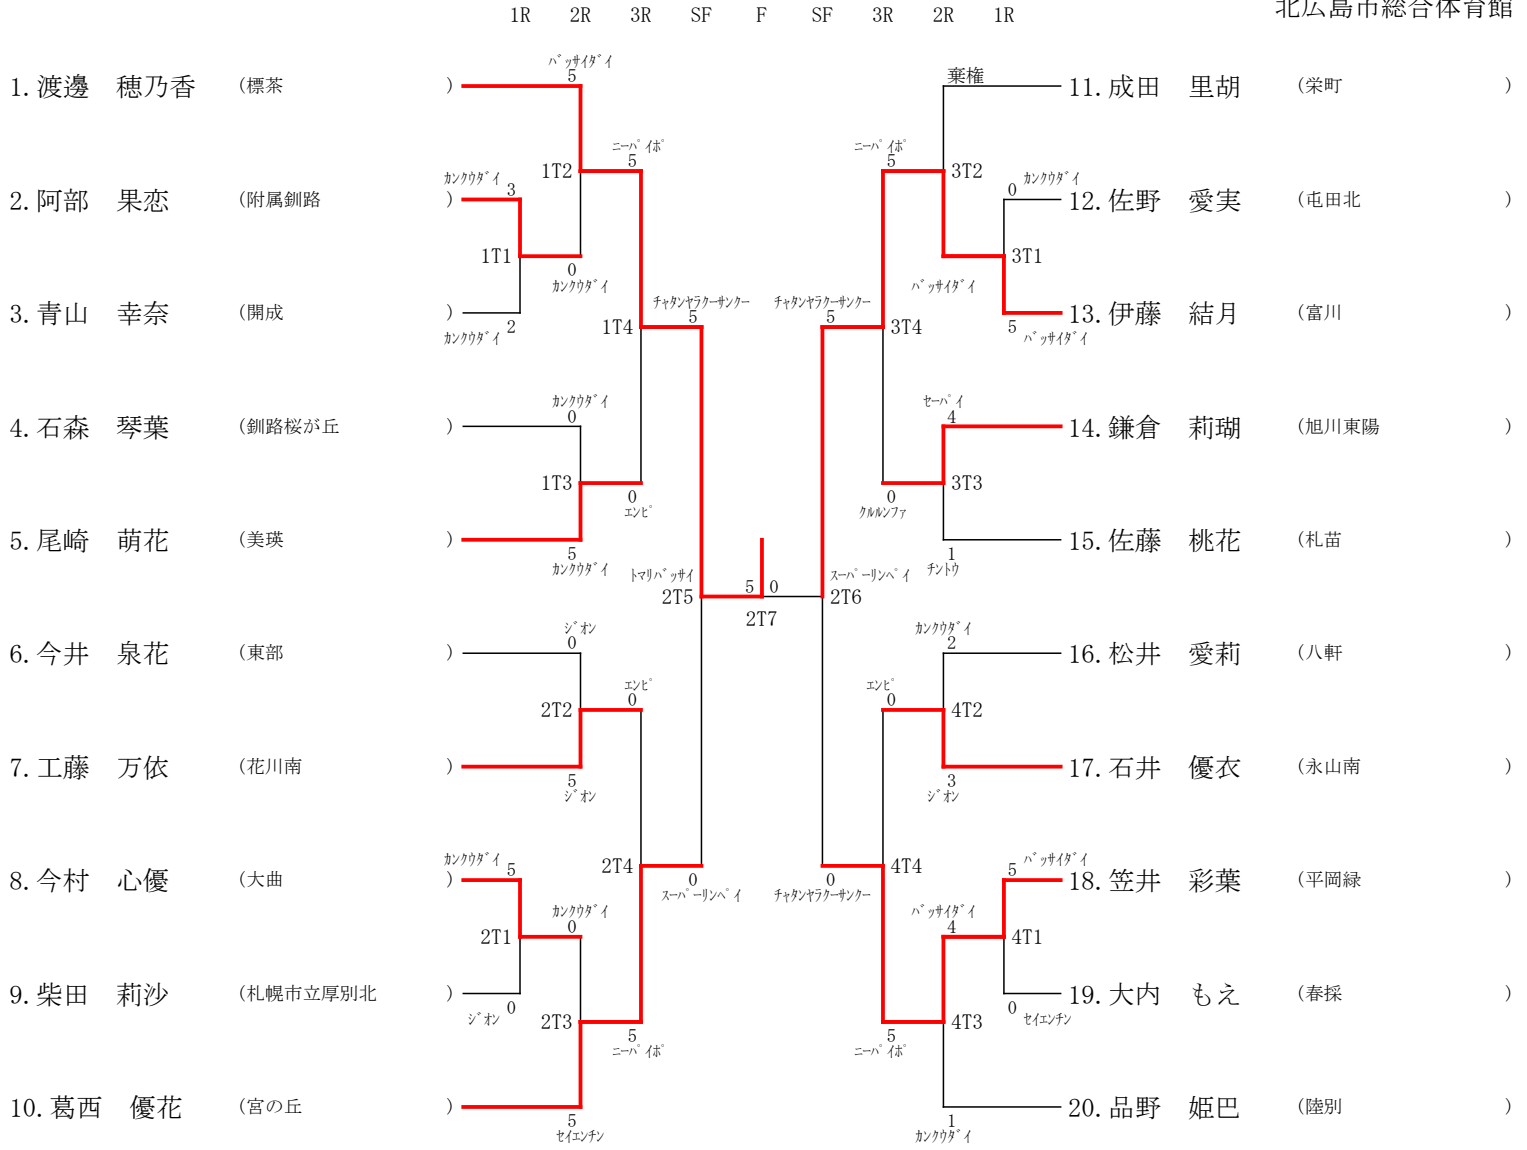 北広島市総合体育館
1R 2R 3R SF F SF 3R 2R 1R
バッサイダイ
5
棄権
1.渡邊 穂乃香 (標茶 )
11.成田 里胡 (栄町 )
ニーパイポ
5
1T2
ニーパイポ
5
3T2
カンクウダイ
3
0
カンクウダイ
2.阿部 果恋 (附属釧路 )
12.佐野 愛実 (屯田北 )
1T1
0
カンクウダイ
バッサイダイ
3T1
3.青山 幸奈 (開成 )
カンクウダイ
2
13.伊藤 結月 (富川 )
5
バッサイダイ
チャタンヤラクーサンクー
5
1T4
チャタンヤラクーサンクー
5
3T4
カンクウダイ
0
セーパイ
4
4.石森 琴葉 (釧路桜が丘 )
14.鎌倉 莉瑚 (旭川東陽 )
1T3
0
エンピ
0
クルルンファ
3T3
5.尾崎 萌花 (美瑛 )
5
カンクウダイ
15.佐藤 桃花 (札苗 )
1
チントウ
トマリバッサイ
2T5
5 0
2T7
スーパーリンペイ
2T6
ジオン
0
カンクウダイ
2
6.今井 泉花 (東部 )
16.松井 愛莉 (八軒 )
エンピ
0
2T2
エンピ
0
4T2
7.工藤 万依 (花川南 )
5
ジオン
17.石井 優衣 (永山南 )
3
ジオン
カンクウダイ
5
2T4
0
スーパーリンペイ
0
チャタンヤラクーサンクー
4T4
5
バッサイダイ
8.今村 心優 (大曲 )
18.笠井 彩葉 (平岡緑 )
カンクウダイ
0
2T1
バッサイダイ
4
4T1
9.柴田 莉沙 (札幌市立厚別北 )
0
ジオン
19.大内 もえ (春採 )
0
セイエンチン
2T3
5
ニーパイポ
5
ニーパイポ
4T3
10.葛西 優花 (宮の丘 )
5
セイエンチン
20.品野 姫巴 (陸別 )
1
カンクウダイ